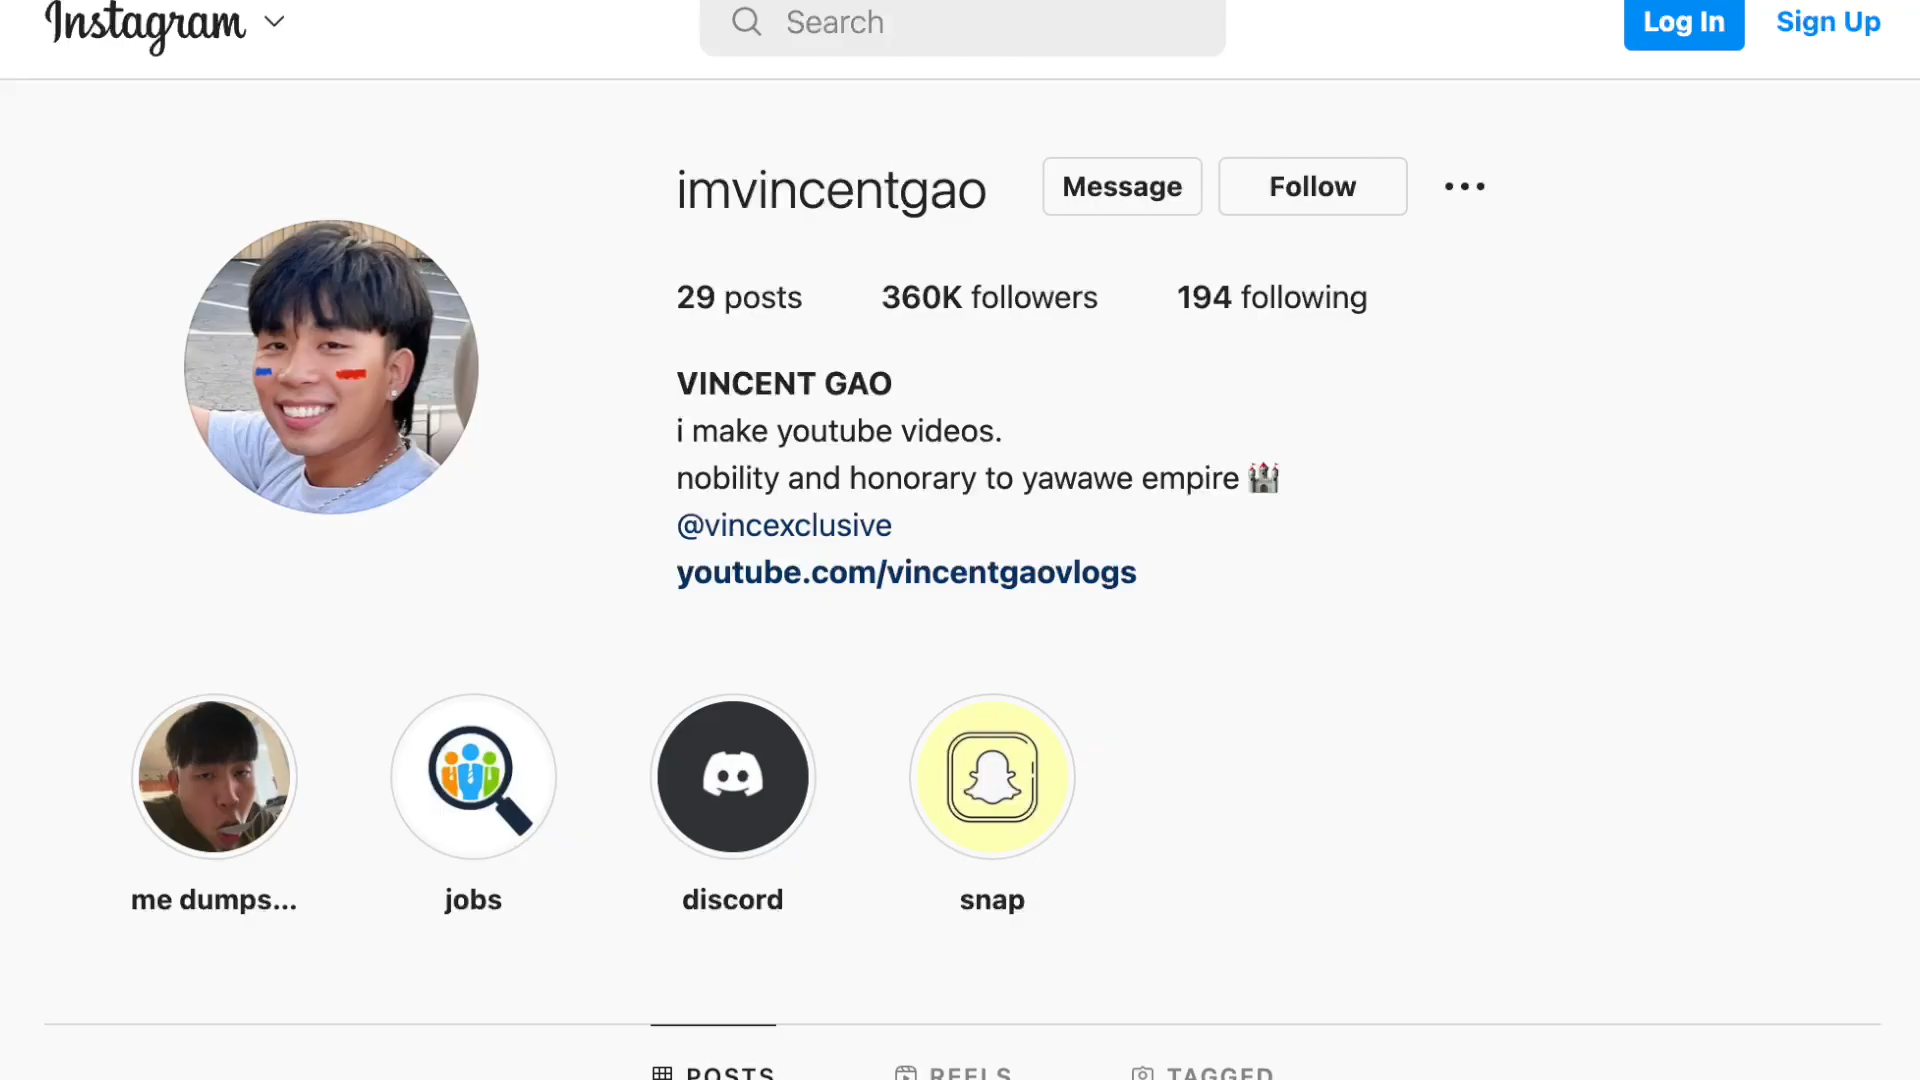 Instagram
Search
Log In
Sign Up
imvincentgao
Message
Follow
29 posts
360K followers
194 following
VINCENT GAO
i make youtube videos.
nobility and honorary to yawawe empire 🏰
@vincexclusive
youtube.com/vincentgaovlogs
me dumps...
jobs
discord
snap
POSTS
REELS
TAGGED